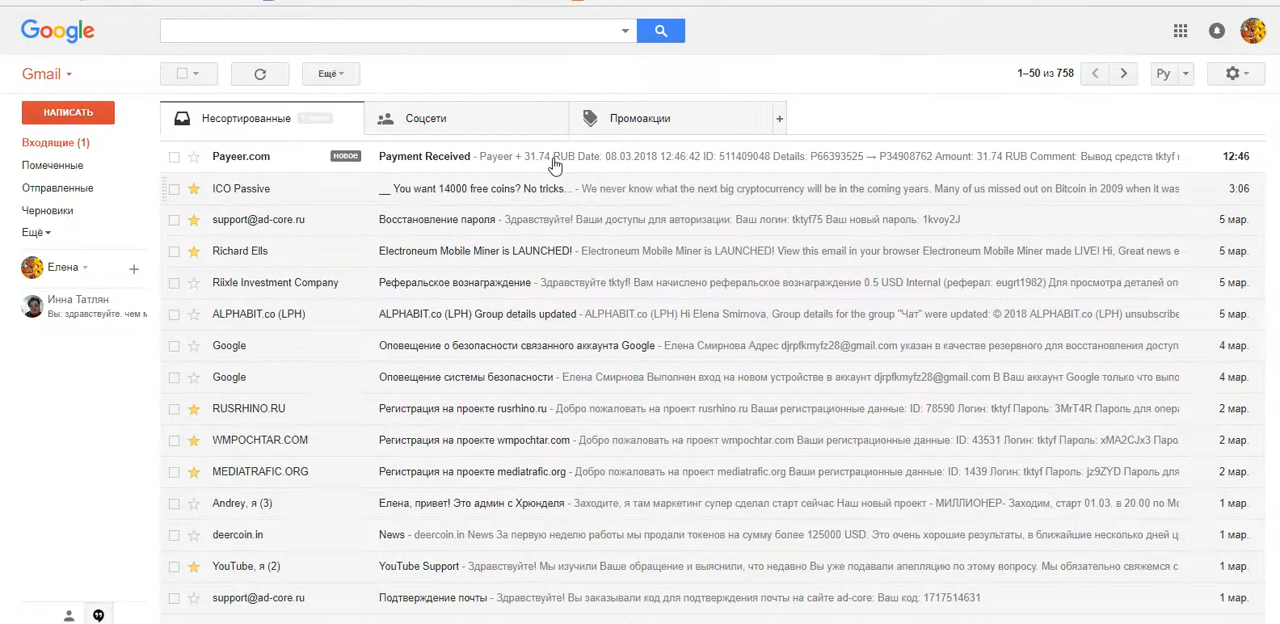 Google
Gmail
Ещё
1–50 из 758
Ру
НАПИСАТЬ
Несортированные
Соцсети
Промоакции
+
Входящие (1)
Помеченные
Отправленные
Черновики
Ещё
Елена
+
Инна Татлян
Вы: здравствуйте. чем м
Payeer.com новое Payment Received - Payeer + 31.74 RUB Date: 08.03.2018 12:46:42 ID: 511409048 Details: P66393525 → P34908762 Amount: 31.74 RUB Comment: Вывод средств tktyf 12:46
ICO Passive __ You want 14000 free coins? No tricks... - We never know what the next big cryptocurrency will be in the coming years. Many of us missed out on Bitcoin in 2009 when it was 3:06
support@ad-core.ru Восстановление пароля - Здравствуйте! Ваши доступы для авторизации: Ваш логин: tktyf75 Ваш новый пароль: 1kvoy2J 5 мар.
Richard Ells Electroneum Mobile Miner is LAUNCHED! - Electroneum Mobile Miner is LAUNCHED! View this email in your browser Electroneum Mobile Miner made LIVE! Hi, Great news e 5 мар.
Riixle Investment Company Реферальное вознаграждение - Здравствуйте tktyf! Вам начислено реферальное вознаграждение 0.5 USD Internal (реферал: eugrt1982) Для просмотра деталей оп 5 мар.
ALPHABIT.co (LPH) ALPHABIT.co (LPH) Group details updated - ALPHABIT.co (LPH) Hi Elena Smirnova, Group details for the group "Чат" were updated: © 2018 ALPHABIT.co (LPH) unsubscribe 5 мар.
Google Оповещение о безопасности связанного аккаунта Google - Елена Смирнова Адрес djrpfkmyfz28@gmail.com указан в качестве резервного для восстановления доступ 4 мар.
Google Оповещение системы безопасности - Елена Смирнова Выполнен вход на новом устройстве в аккаунт djrpfkmyfz28@gmail.com В Ваш аккаунт Google только что выпо 4 мар.
RUSRHINO.RU Регистрация на проекте rusrhino.ru - Добро пожаловать на проект rusrhino.ru Ваши регистрационные данные: ID: 78590 Логин: tktyf Пароль: 3MrT4R Пароль для опера 2 мар.
WMPOCHTAR.COM Регистрация на проекте wmpochtar.com - Добро пожаловать на проект wmpochtar.com Ваши регистрационные данные: ID: 43531 Логин: tktyf Пароль: xMA2CJx3 Паро 2 мар.
MEDIATRAFIC.ORG Регистрация на проекте mediatrafic.org - Добро пожаловать на проект mediatrafic.org Ваши регистрационные данные: ID: 1439 Логин: tktyf Пароль: jz9ZYD Пароль для 2 мар.
Andrey, я (3) Елена, привет! Это админ с Хрюнделя - Заходите, я там маркетинг супер сделал старт сейчас Наш новый проект - МИЛЛИОНЕР- Заходим, старт 01.03. в 20.00 по Мо 1 мар.
deercoin.in News - deercoin.in News За первую неделю работы мы продали токенов на сумму более 125000 USD. Это очень хорошие результаты, в ближайшие несколько дней ц 1 мар.
YouTube, я (2) YouTube Support - Здравствуйте! Мы изучили Ваше обращение и выяснили, что недавно Вы уже подавали апелляцию по этому вопросу. Мы обязательно свяжемся с 1 мар.
support@ad-core.ru Подтверждение почты - Здравствуйте! Вы заказывали код для подтверждения почты на сайте ad-core: Ваш код: 1717514631 1 мар.